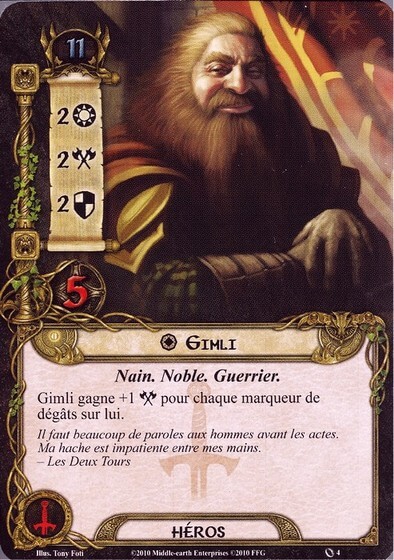 11
2
2
2
5
Gimli
Nain. Noble. Guerrier.
Gimli gagne +1 pour chaque marqueur de
dégâts sur lui.
Il faut beaucoup de paroles aux hommes avant les actes.
Ma hache est impatiente entre mes mains.
– Les Deux Tours
HÉROS
Illus. Tony Foti
©2010 Middle-earth Enterprises ©2010 FFG
4